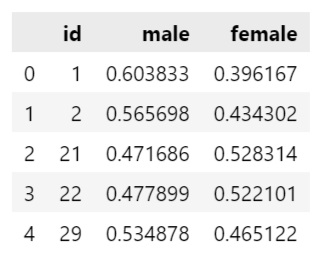 id male female
0 1 0.603833 0.396167
1 2 0.565698 0.434302
2 21 0.471686 0.528314
3 22 0.477899 0.522101
4 29 0.534878 0.465122